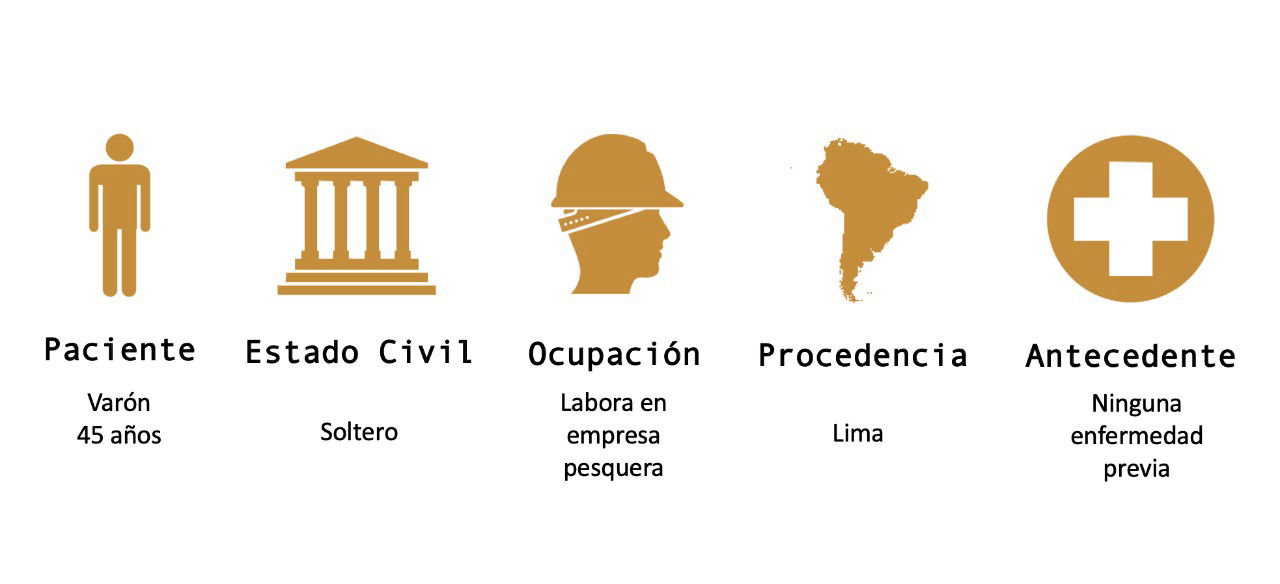 Paciente
Varón
45 años
Estado Civil
Soltero
Ocupación
Labora en
empresa
pesquera
Procedencia
Lima
Antecedente
Ninguna
enfermedad
previa